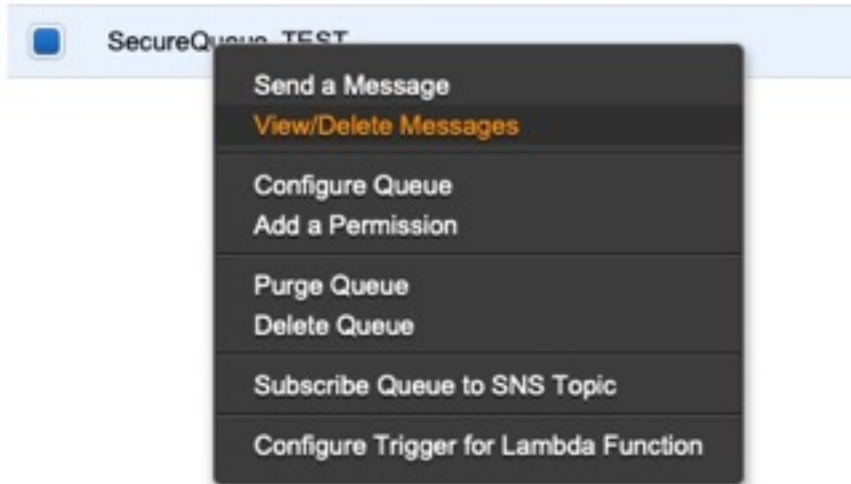 SecureQueue_TEST
Send a Message
View/Delete Messages
Configure Queue
Add a Permission
Purge Queue
Delete Queue
Subscribe Queue to SNS Topic
Configure Trigger for Lambda Function